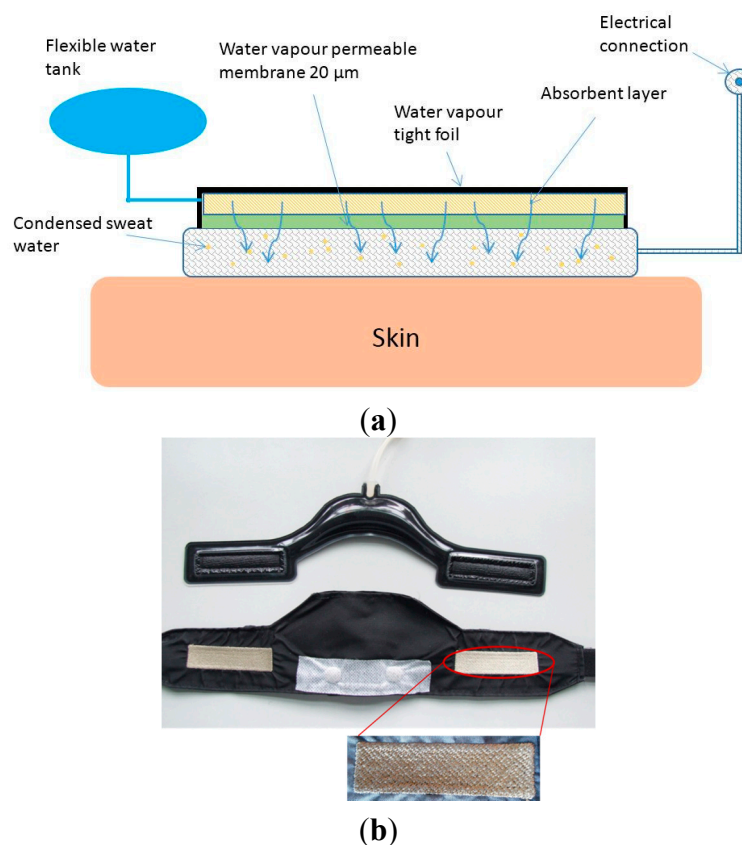 Flexible water
tank
Water vapour permeable
membrane 20 µm
Electrical
connection
Water vapour
tight foil
Absorbent layer
Condensed sweat
water
Skin
(a)
(b)